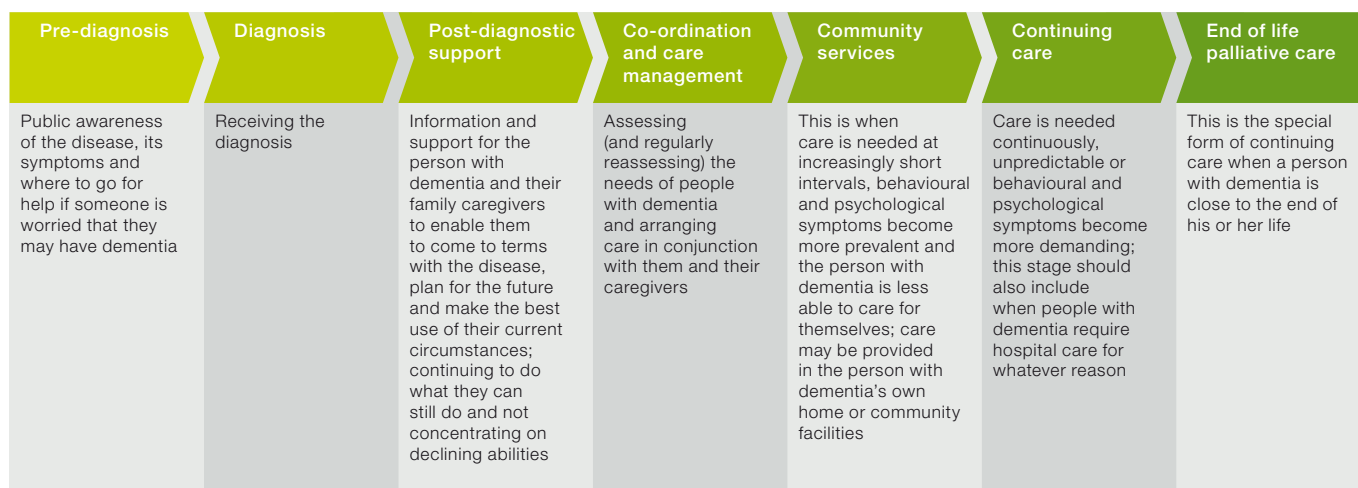 Pre-diagnosis
Diagnosis
Post-diagnostic
support
Co-ordination
and care
management
Community
services
Continuing
care
End of life
palliative care
Public awareness
of the disease, its
symptoms and
where to go for
help if someone is
worried that they
may have dementia
Receiving the
diagnosis
Information and
support for the
person with
dementia and their
family caregivers
to enable them
to come to terms
with the disease,
plan for the future
and make the best
use of their current
circumstances;
continuing to do
what they can
still do and not
concentrating on
declining abilities
Assessing
(and regularly
reassessing) the
needs of people
with dementia
and arranging
care in conjunction
with them and their
caregivers
This is when
care is needed at
increasingly short
intervals, behavioural
and psychological
symptoms become
more prevalent and
the person with
dementia is less
able to care for
themselves; care
may be provided
in the person with
dementia's own
home or community
facilities
Care is needed
continuously,
unpredictable or
behavioural and
psychological
symptoms become
more demanding;
this stage should
also include
when people with
dementia require
hospital care for
whatever reason
This is the special
form of continuing
care when a person
with dementia is
close to the end of
his or her life